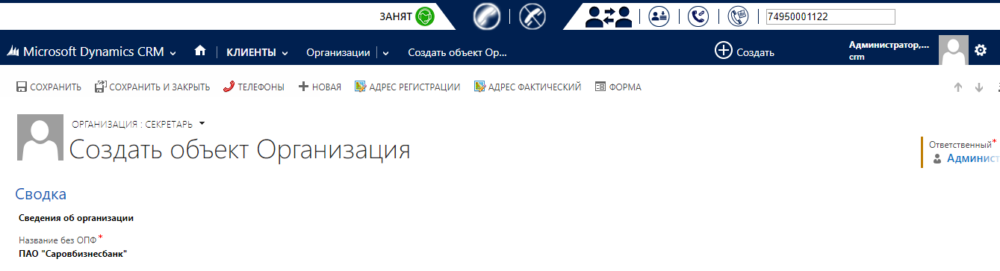 ЗАНЯТ 74950001122
Microsoft Dynamics CRM КЛИЕНТЫ Организации Создать объект Ор... Создать Администратор,...
crm
СОХРАНИТЬ СОХРАНИТЬ И ЗАКРЫТЬ ТЕЛЕФОНЫ НОВАЯ АДРЕС РЕГИСТРАЦИИ АДРЕС ФАКТИЧЕСКИЙ ФОРМА
ОРГАНИЗАЦИЯ : СЕКРЕТАРЬ
Создать объект Организация
Ответственный*
Админист
Сводка
Сведения об организации
Название без ОПФ*
ПАО "Саровбизнесбанк"